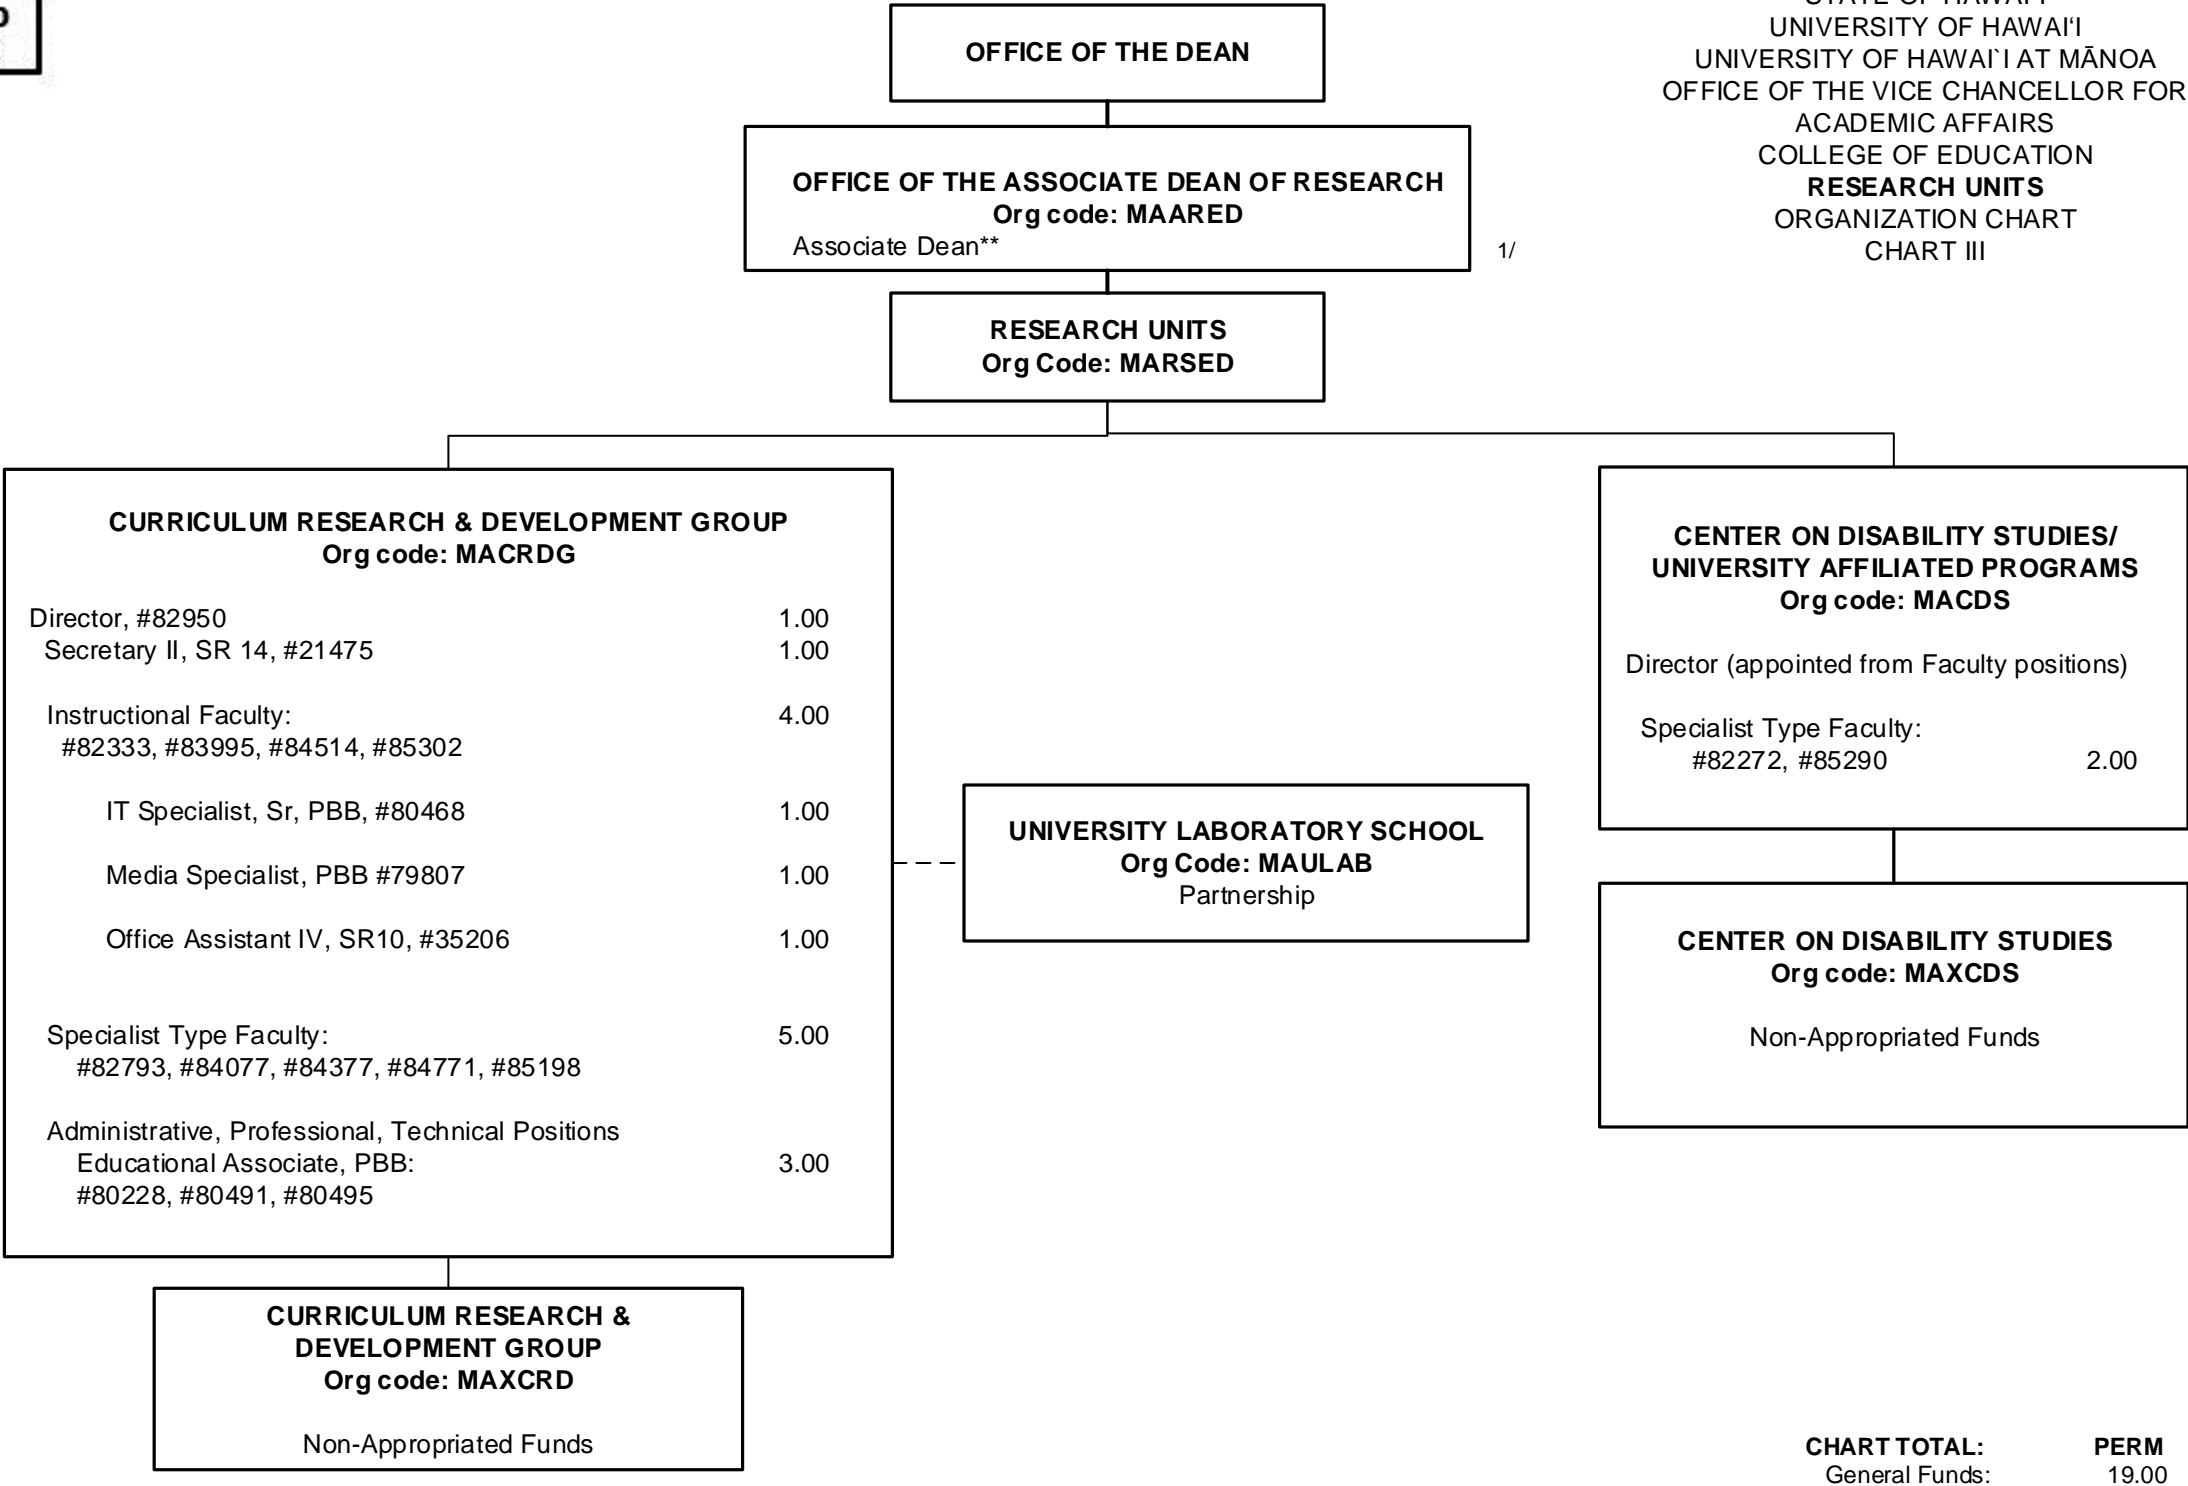 STATE OF HAWAI'I
UNIVERSITY OF HAWAI‘I
UNIVERSITY OF HAWAI`I AT MĀNOA
OFFICE OF THE VICE CHANCELLOR FOR
ACADEMIC AFFAIRS
COLLEGE OF EDUCATION
RESEARCH UNITS
ORGANIZATION CHART
CHART III
OFFICE OF THE DEAN
OFFICE OF THE ASSOCIATE DEAN OF RESEARCH
Org code: MAARED
Associate Dean**
1/
RESEARCH UNITS
Org Code: MARSED
CURRICULUM RESEARCH & DEVELOPMENT GROUP
Org code: MACRDG
Director, #82950 1.00
Secretary II, SR 14, #21475 1.00
Instructional Faculty: 4.00
#82333, #83995, #84514, #85302
IT Specialist, Sr, PBB, #80468 1.00
Media Specialist, PBB #79807 1.00
Office Assistant IV, SR10, #35206 1.00
Specialist Type Faculty: 5.00
#82793, #84077, #84377, #84771, #85198
Administrative, Professional, Technical Positions
Educational Associate, PBB: 3.00
#80228, #80491, #80495
UNIVERSITY LABORATORY SCHOOL
Org Code: MAULAB
Partnership
CENTER ON DISABILITY STUDIES/
UNIVERSITY AFFILIATED PROGRAMS
Org code: MACDS
Director (appointed from Faculty positions)
Specialist Type Faculty:
#82272, #85290 2.00
CENTER ON DISABILITY STUDIES
Org code: MAXCDS
Non-Appropriated Funds
CURRICULUM RESEARCH &
DEVELOPMENT GROUP
Org code: MAXCRD
Non-Appropriated Funds
CHART TOTAL: PERM
General Funds: 19.00